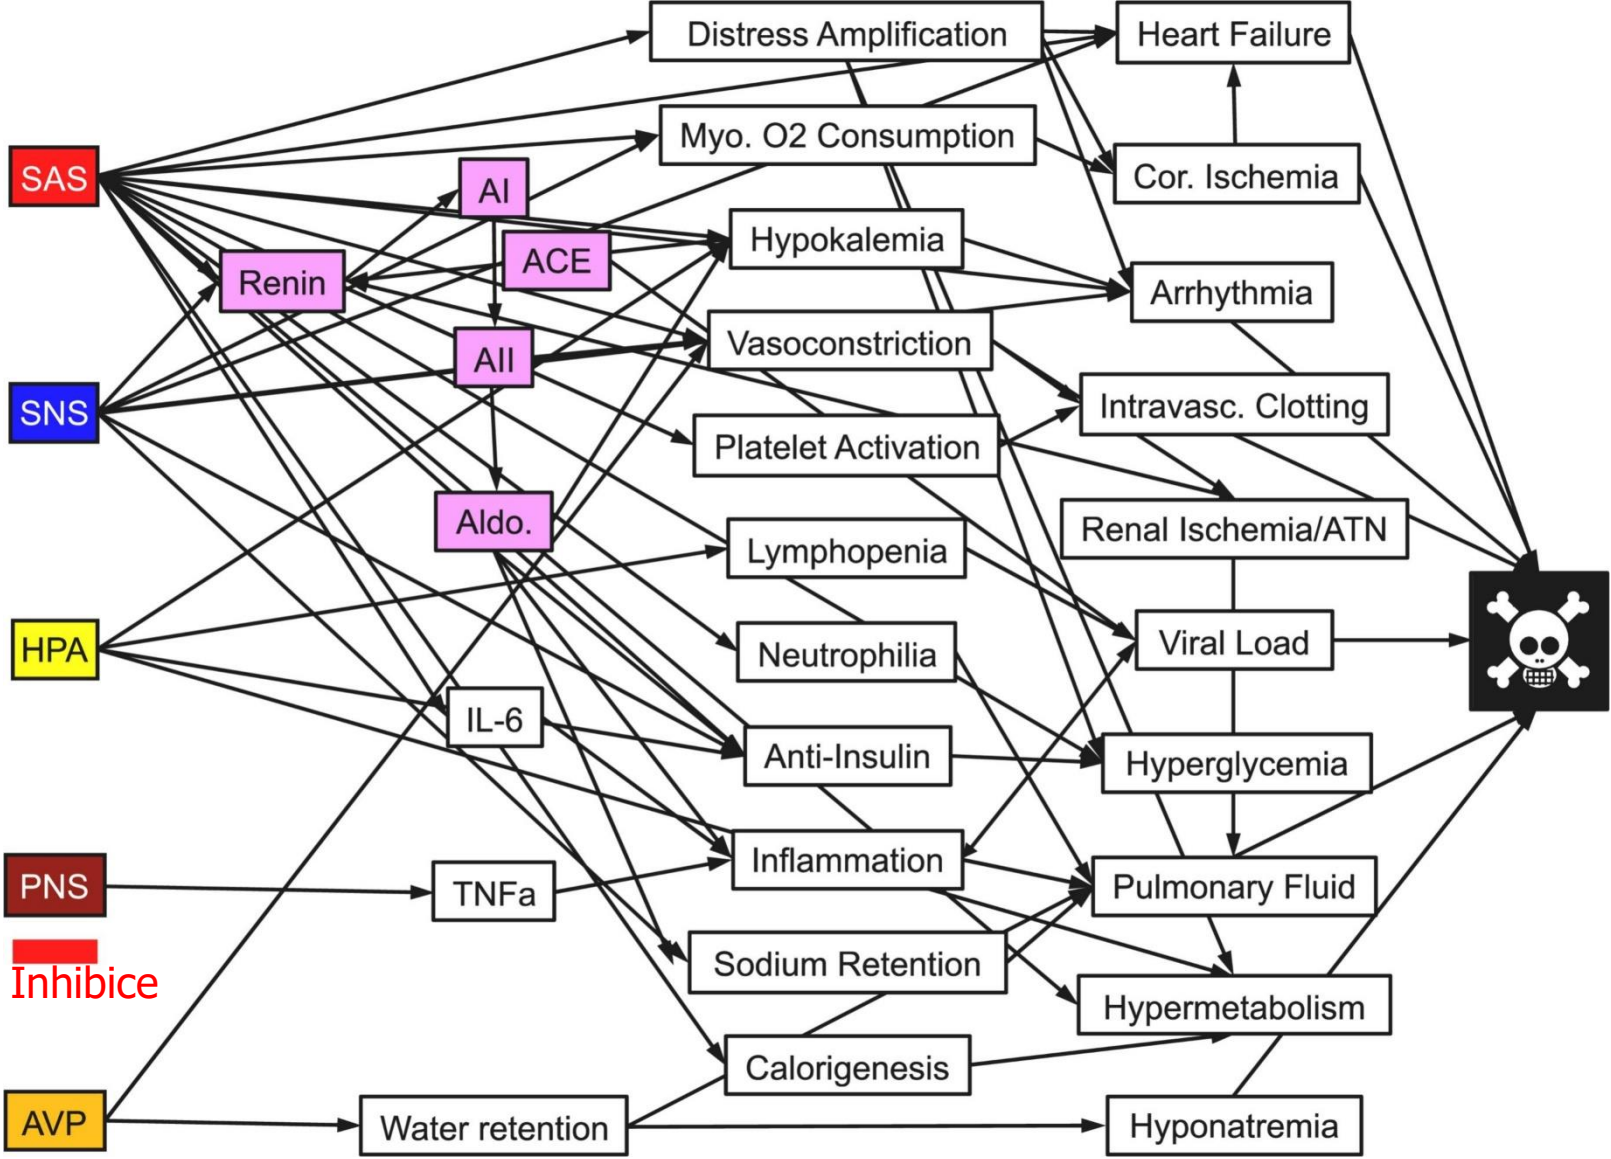 Distress Amplification
Heart Failure
Myo. O2 Consumption
SAS
AI
Cor. Ischemia
Hypokalemia
ACE
Renin
Arrhythmia
Vasoconstriction
AII
SNS
Intravasc. Clotting
Platelet Activation
Aldo.
Renal Ischemia/ATN
Lymphopenia
HPA
Neutrophilia
Viral Load
IL-6
Anti-Insulin
Hyperglycemia
Inflammation
PNS
TNFa
Pulmonary Fluid
Inhibice
Sodium Retention
Hypermetabolism
Calorigenesis
AVP
Water retention
Hyponatremia